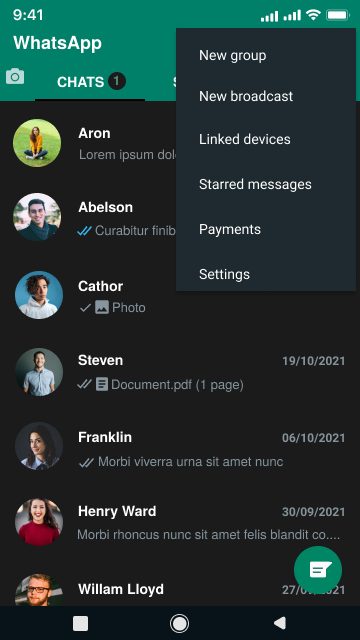 9:41
WhatsApp
CHATS 1 S
New group
New broadcast
Linked devices
Starred messages
Payments
Settings
Aron
Lorem ipsum dol
Abelson
Curabitur finib
Cathor
Photo
Steven 19/10/2021
Document.pdf (1 page)
Franklin 06/10/2021
Morbi viverra urna sit amet nunc
Henry Ward 30/09/2021
Morbi rhoncus nunc sit amet felis blandit co....
Willam Lloyd 27/0